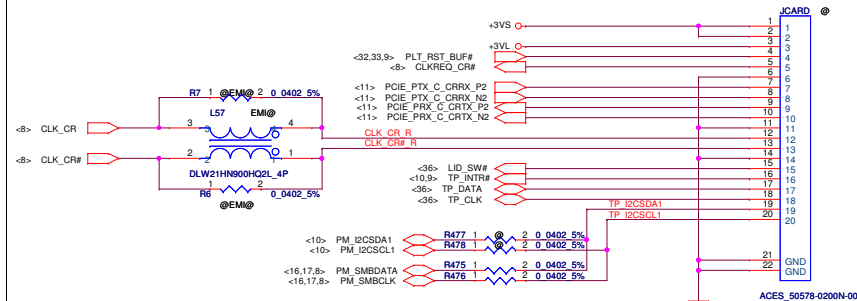 JCARD @
+3VS 1 1
2 2
+3VL 3 3
<32,33,9> PLT_RST_BUF# 4 4
<8> CLKREQ_CR# 5 5
6 6
<11> PCIE_PTX_C_CRRX_P2 7 7
<11> PCIE_PTX_C_CRRX_N2 8 8
<11> PCIE_PRX_C_CRTX_P2 9 9
<11> PCIE_PRX_C_CRTX_N2 10 10
11 11
R7 1 @EMI@ 2 0_0402_5%
L57 EMI@
<8> CLK_CR 3 3 4
CLK_CR_R 12 12
CLK_CR#_R 13 13
14 14
<8> CLK_CR# 2 2 1
DLW21HN900HQ2L_4P
R6 1 2 0_0402_5%
@EMI@
<36> LID_SW# 15 15
<10,9> TP_INTR# 16 16
<36> TP_DATA 17 17
<36> TP_CLK 18 18
TP_I2CSDA1 19 19
TP_I2CSCL1 20 20
<10> PM_I2CSDA1 R477 1 @ 2 0_0402_5%
<10> PM_I2CSCL1 R478 1 @ 2 0_0402_5%
21 GND
22 GND
<16,17,8> PM_SMBDATA R475 1 2 0_0402_5%
<16,17,8> PM_SMBCLK R476 1 2 0_0402_5%
ACES_50578-0200N-00